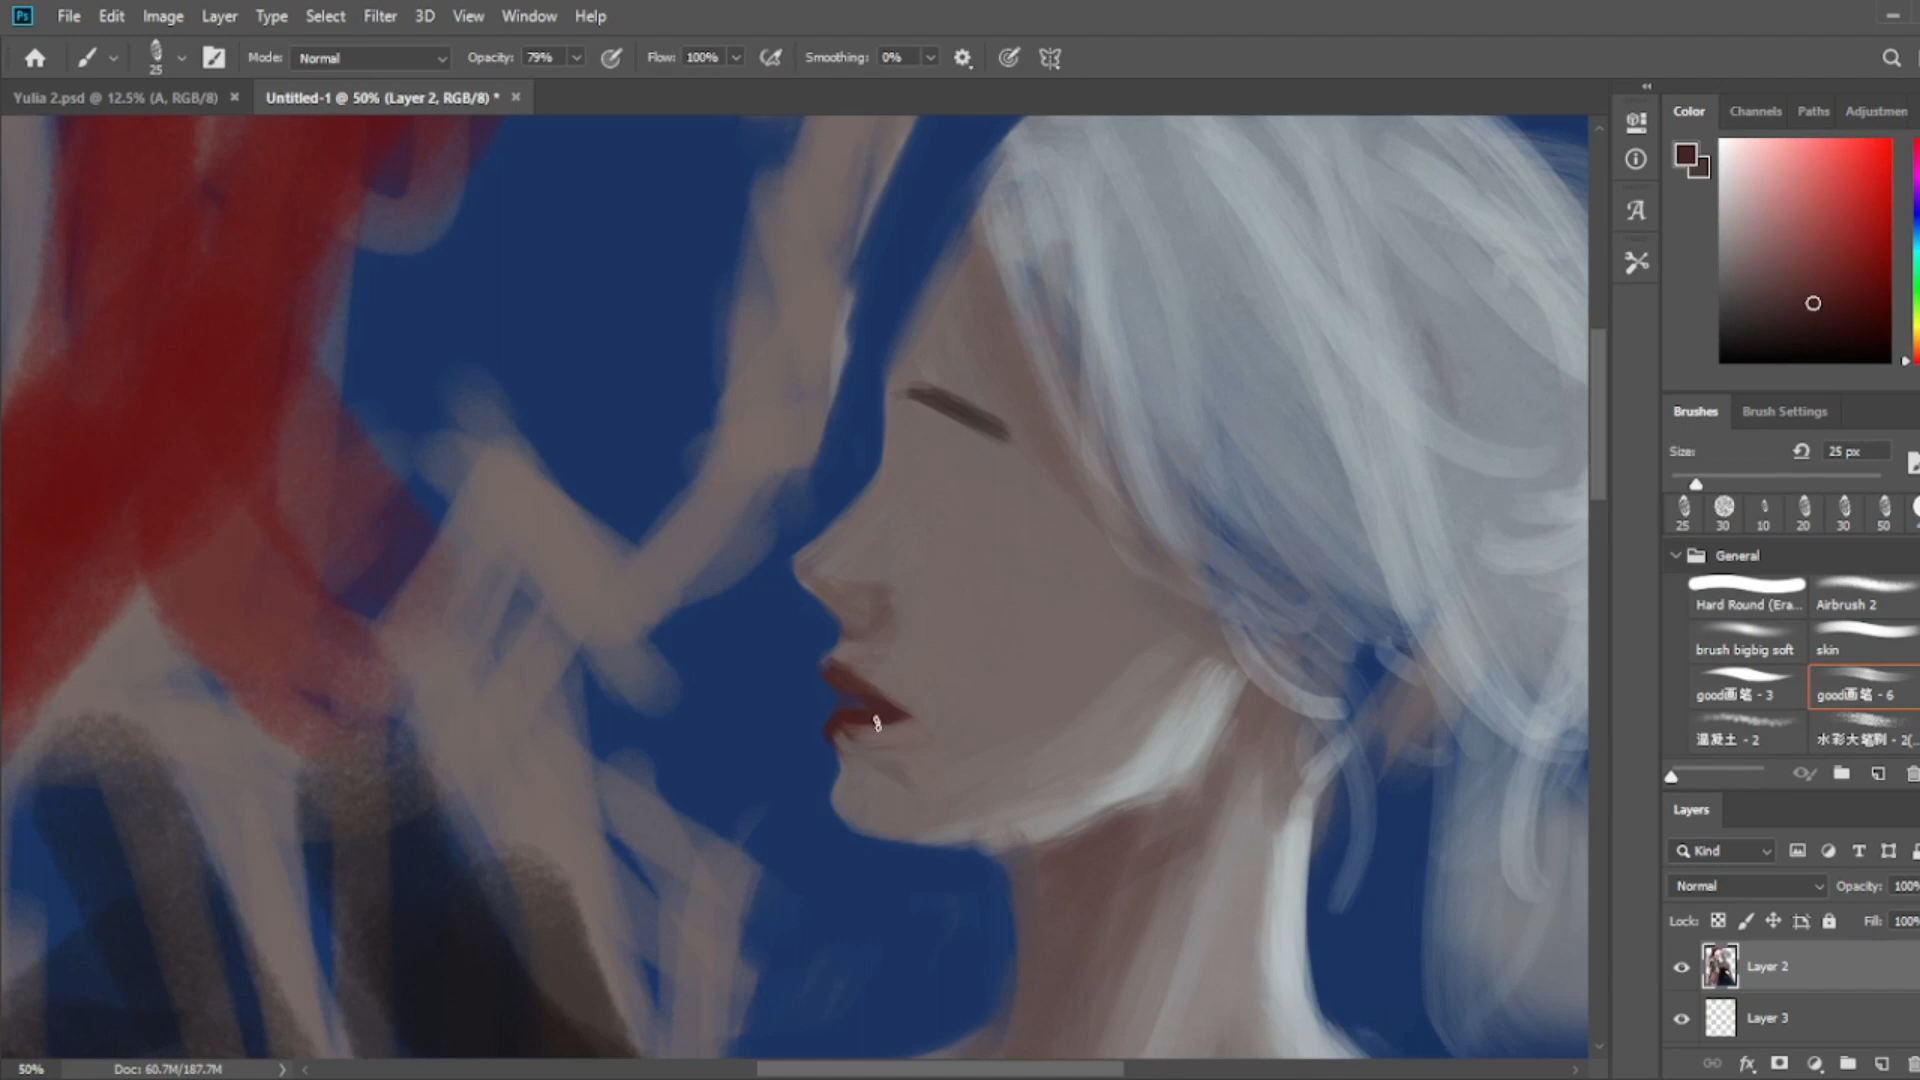 Ps File Edit Image Layer Type Select Filter 3D View Window Help
25 Mode: Normal Opacity: 79% Flow: 100% Smoothing: 0%
Yulia 2.psd @ 12.5% (A, RGB/8) Untitled-1 @ 50% (Layer 2, RGB/8) *
Color Channels Paths Adjustmen
Brushes Brush Settings
Size: 25 px
25 30 10 20 30 50
General
Hard Round (Era... Airbrush 2
brush bigbig soft skin
good画笔 - 3 good画笔 - 6
混凝土 - 2 水彩大笔刷 - 2(...
Layers
Kind
Normal Opacity: 100%
Lock: Fill: 100%
Layer 2
Layer 3
fx
50% Doc: 60.7M/187.7M